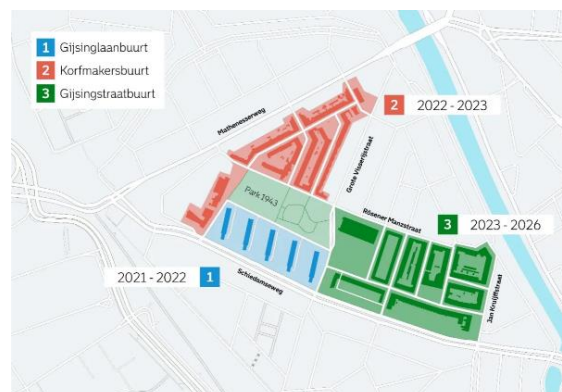 1 Gijsinglaanbuurt
2 Korfmakersbuurt
3 Gijsingstraatbuurt
Mathenesserweg
2 2022 - 2023
Grote Visserijstraat
Park 1943
Rösener Manzstraat
3 2023 - 2026
2021 - 2022 1
Schiedamseweg
Jan Kruijffstraat